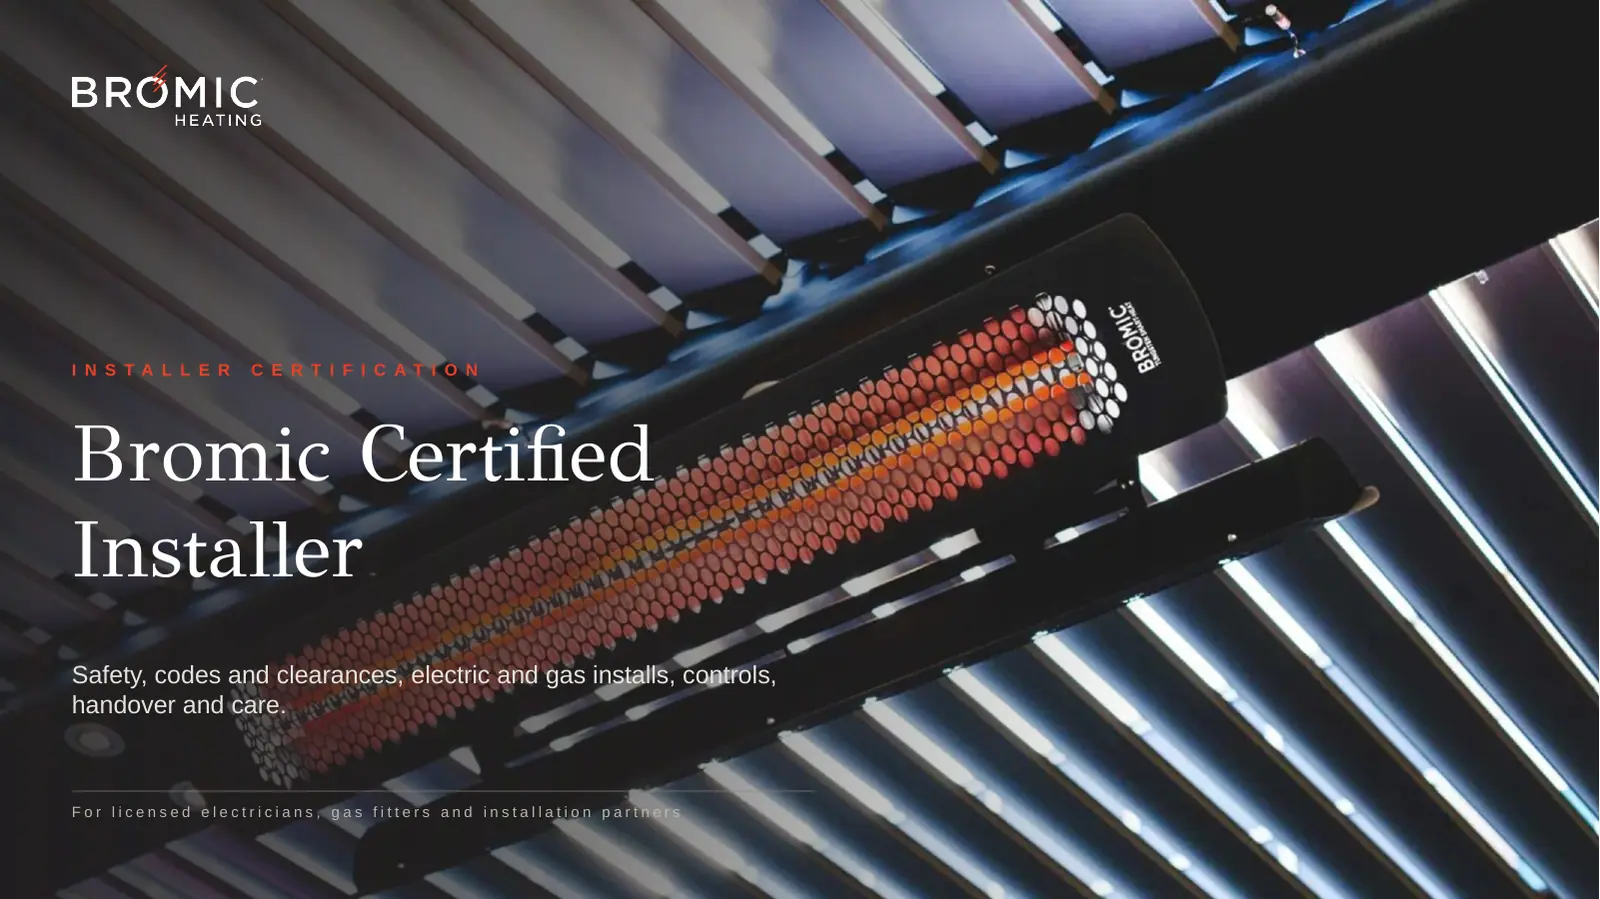 BROMIC
HEATING
INSTALLER CERTIFICATION
Bromic Certified
Installer
Safety, codes and clearances, electric and gas installs, controls,
handover and care.
For licensed electricians, gas fitters and installation partners
BROMIC